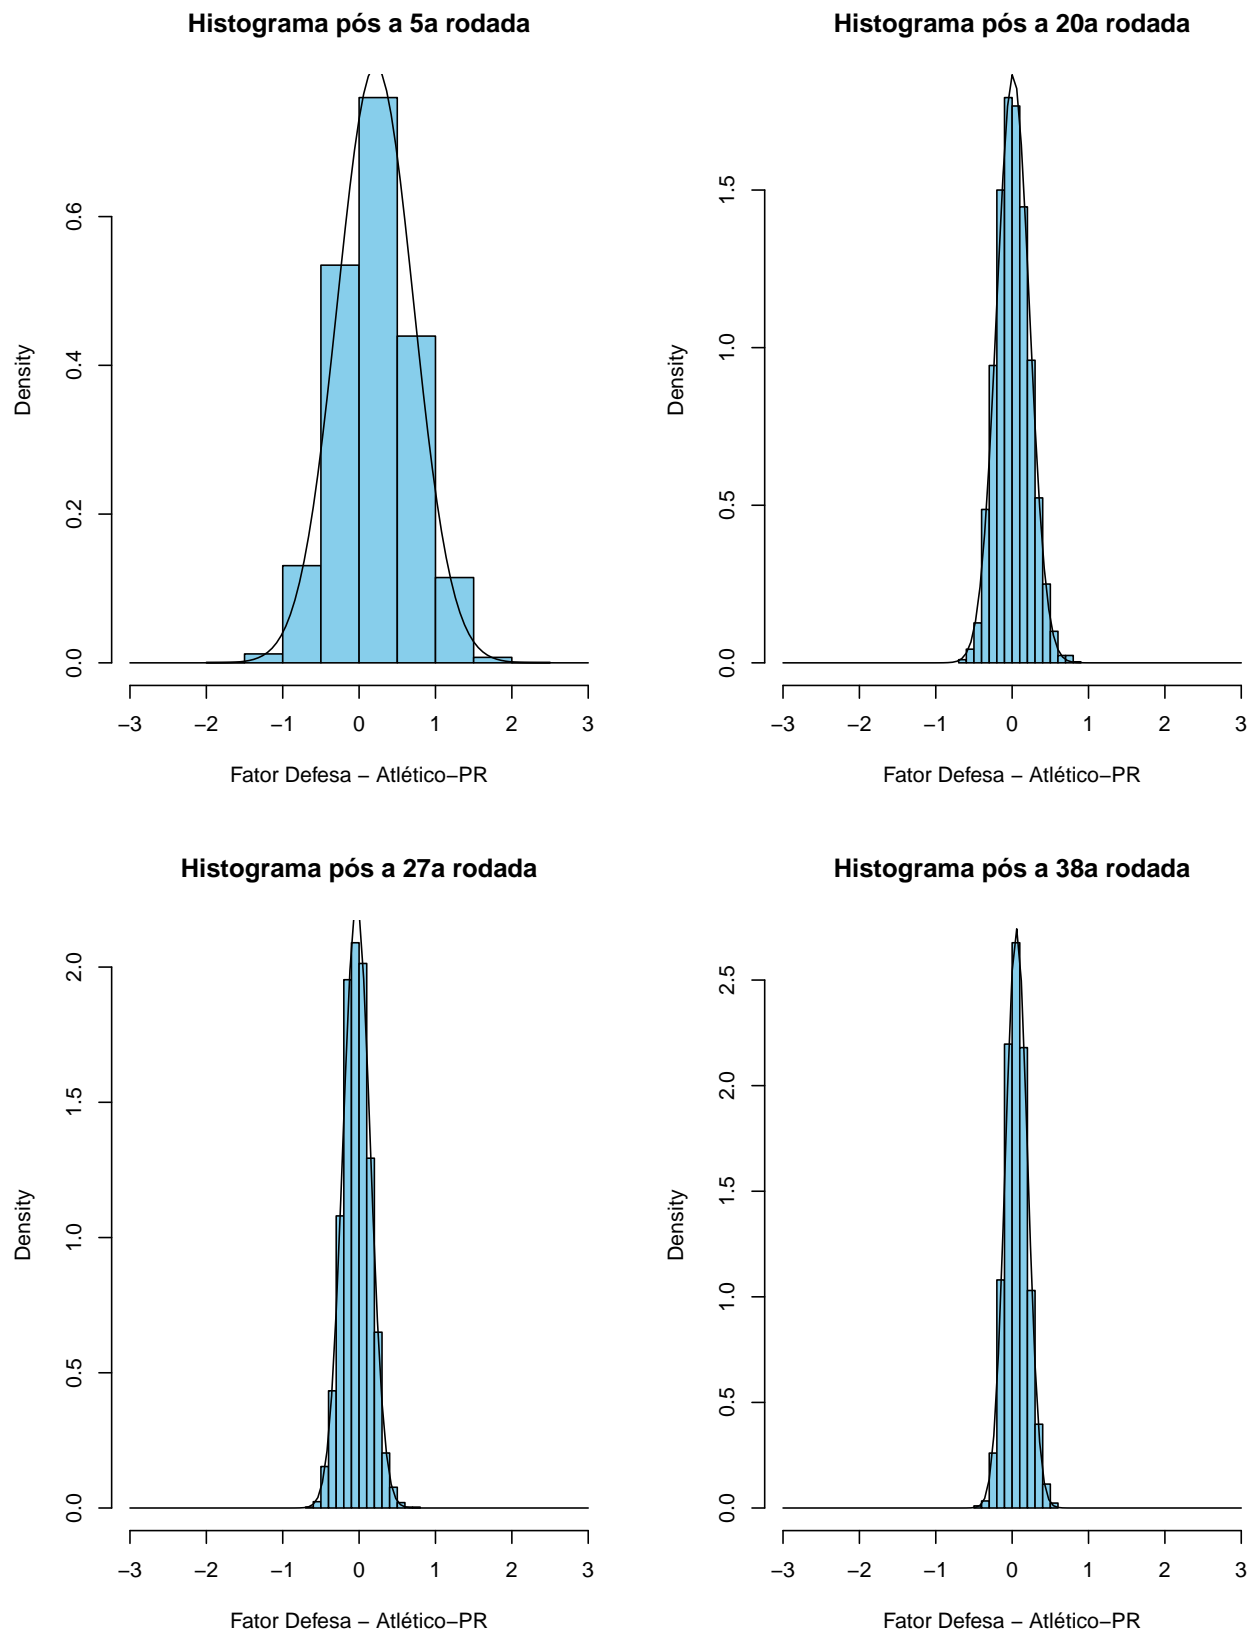 Histograma pós a 5a rodada
Density
0.0 0.2 0.4 0.6
−3 −2 −1 0 1 2 3
Fator Defesa − Atlético−PR
Histograma pós a 20a rodada
Density
0.0 0.5 1.0 1.5
−3 −2 −1 0 1 2 3
Fator Defesa − Atlético−PR
Histograma pós a 27a rodada
Density
0.0 0.5 1.0 1.5 2.0
−3 −2 −1 0 1 2 3
Fator Defesa − Atlético−PR
Histograma pós a 38a rodada
Density
0.0 0.5 1.0 1.5 2.0 2.5
−3 −2 −1 0 1 2 3
Fator Defesa − Atlético−PR